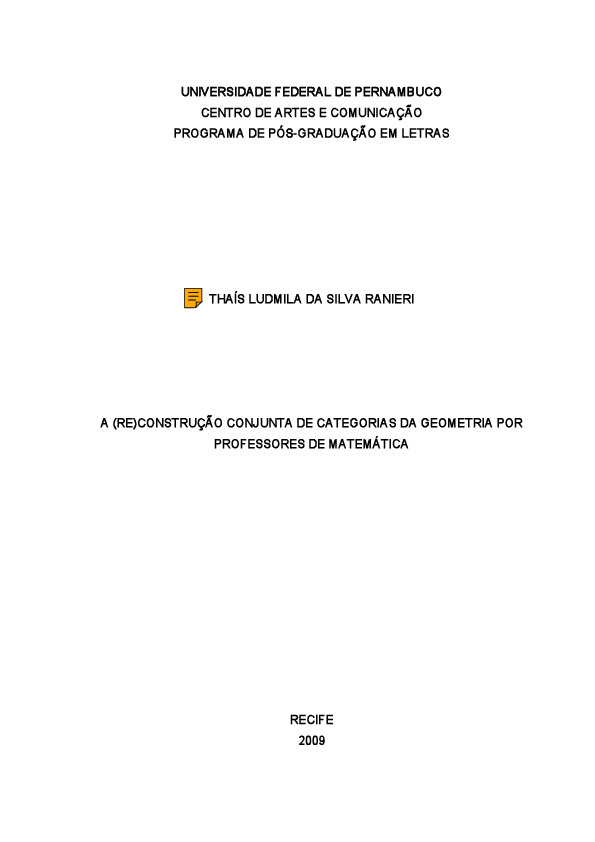 UNIVERSIDADE FEDERAL DE PERNAMBUCO
CENTRO DE ARTES E COMUNICAÇÃO
PROGRAMA DE PÓS-GRADUAÇÃO EM LETRAS
THAÍS LUDMILA DA SILVA RANIERI
A (RE)CONSTRUÇÃO CONJUNTA DE CATEGORIAS DA GEOMETRIA POR
PROFESSORES DE MATEMÁTICA
RECIFE
2009